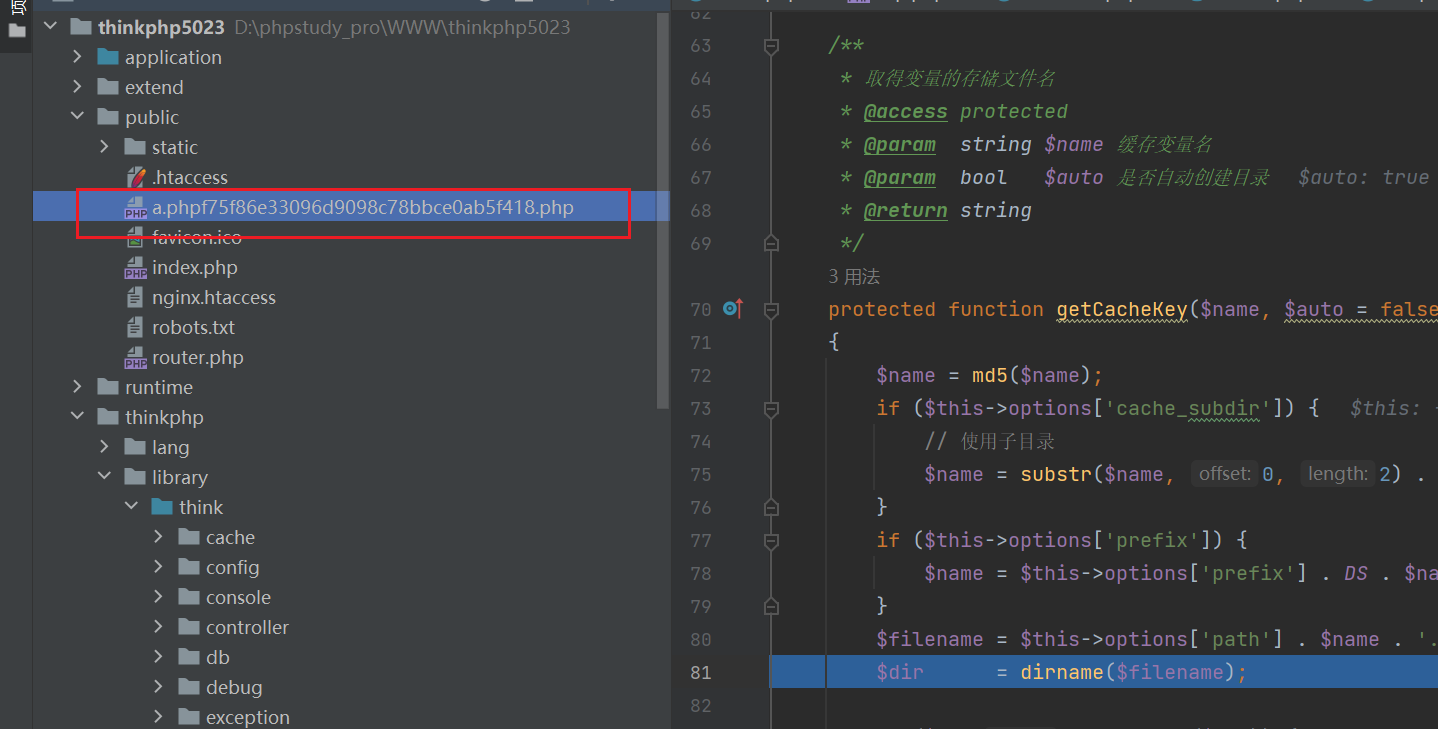 thinkphp5023 D:\phpstudy_pro\WWW\thinkphp5023
application
extend
public
static
.htaccess
a.phpf75f86e33096d9098c78bbce0ab5f418.php
favicon.ico
index.php
nginx.htaccess
robots.txt
router.php
runtime
thinkphp
lang
library
think
cache
config
console
controller
db
debug
exception
62
63 /**
64 * 取得变量的存储文件名
65 * @access protected
66 * @param string $name 缓存变量名
67 * @param bool $auto 是否自动创建目录 $auto: true
68 * @return string
69 */
3 用法
70 protected function getCacheKey($name, $auto = false
71 {
72 $name = md5($name);
73 if ($this->options['cache_subdir']) { $this:
74 // 使用子目录
75 $name = substr($name, offset: 0, length: 2) .
76 }
77 if ($this->options['prefix']) {
78 $name = $this->options['prefix'] . DS . $na
79 }
80 $filename = $this->options['path'] . $name . '.
81 $dir = dirname($filename);
82